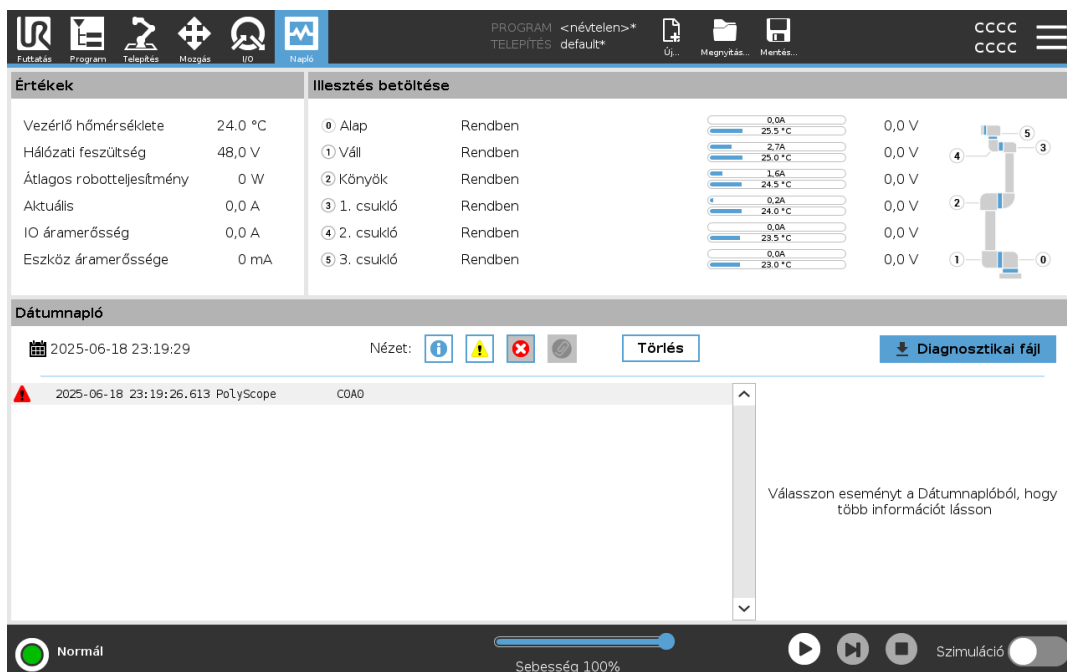 PROGRAM <névtelen>*
TELEPÍTÉS default*
CCCC
CCCC
Futtatás Program Telepítés Mozgás I/O Napló
Új... Megnyitás... Mentés...
Értékek
Illesztés betöltése
Vezérlő hőmérséklete 24.0 °C
Hálózati feszültség 48,0 V
Átlagos robotteljesítmény 0 W
Aktuális 0,0 A
IO áramerősség 0,0 A
Eszköz áramerőssége 0 mA
0 Alap Rendben 0,0A 25.5 °C 0,0 V
1 Váll Rendben 2,7A 25.0 °C 0,0 V
2 Könyök Rendben 1,6A 24.5 °C 0,0 V
3 1. csukló Rendben 0,2A 24.0 °C 0,0 V
4 2. csukló Rendben 0,0A 23.5 °C 0,0 V
5 3. csukló Rendben 0,0A 23.0 °C 0,0 V
5
4 3
2
1 0
Dátumnapló
2025-06-18 23:19:29 Nézet: Törlés Diagnosztikai fájl
2025-06-18 23:19:26.613 PolyScope C0A0
Válasszon eseményt a Dátumnaplóból, hogy
több információt lásson
Normál
Sebesség 100%
Szimuláció